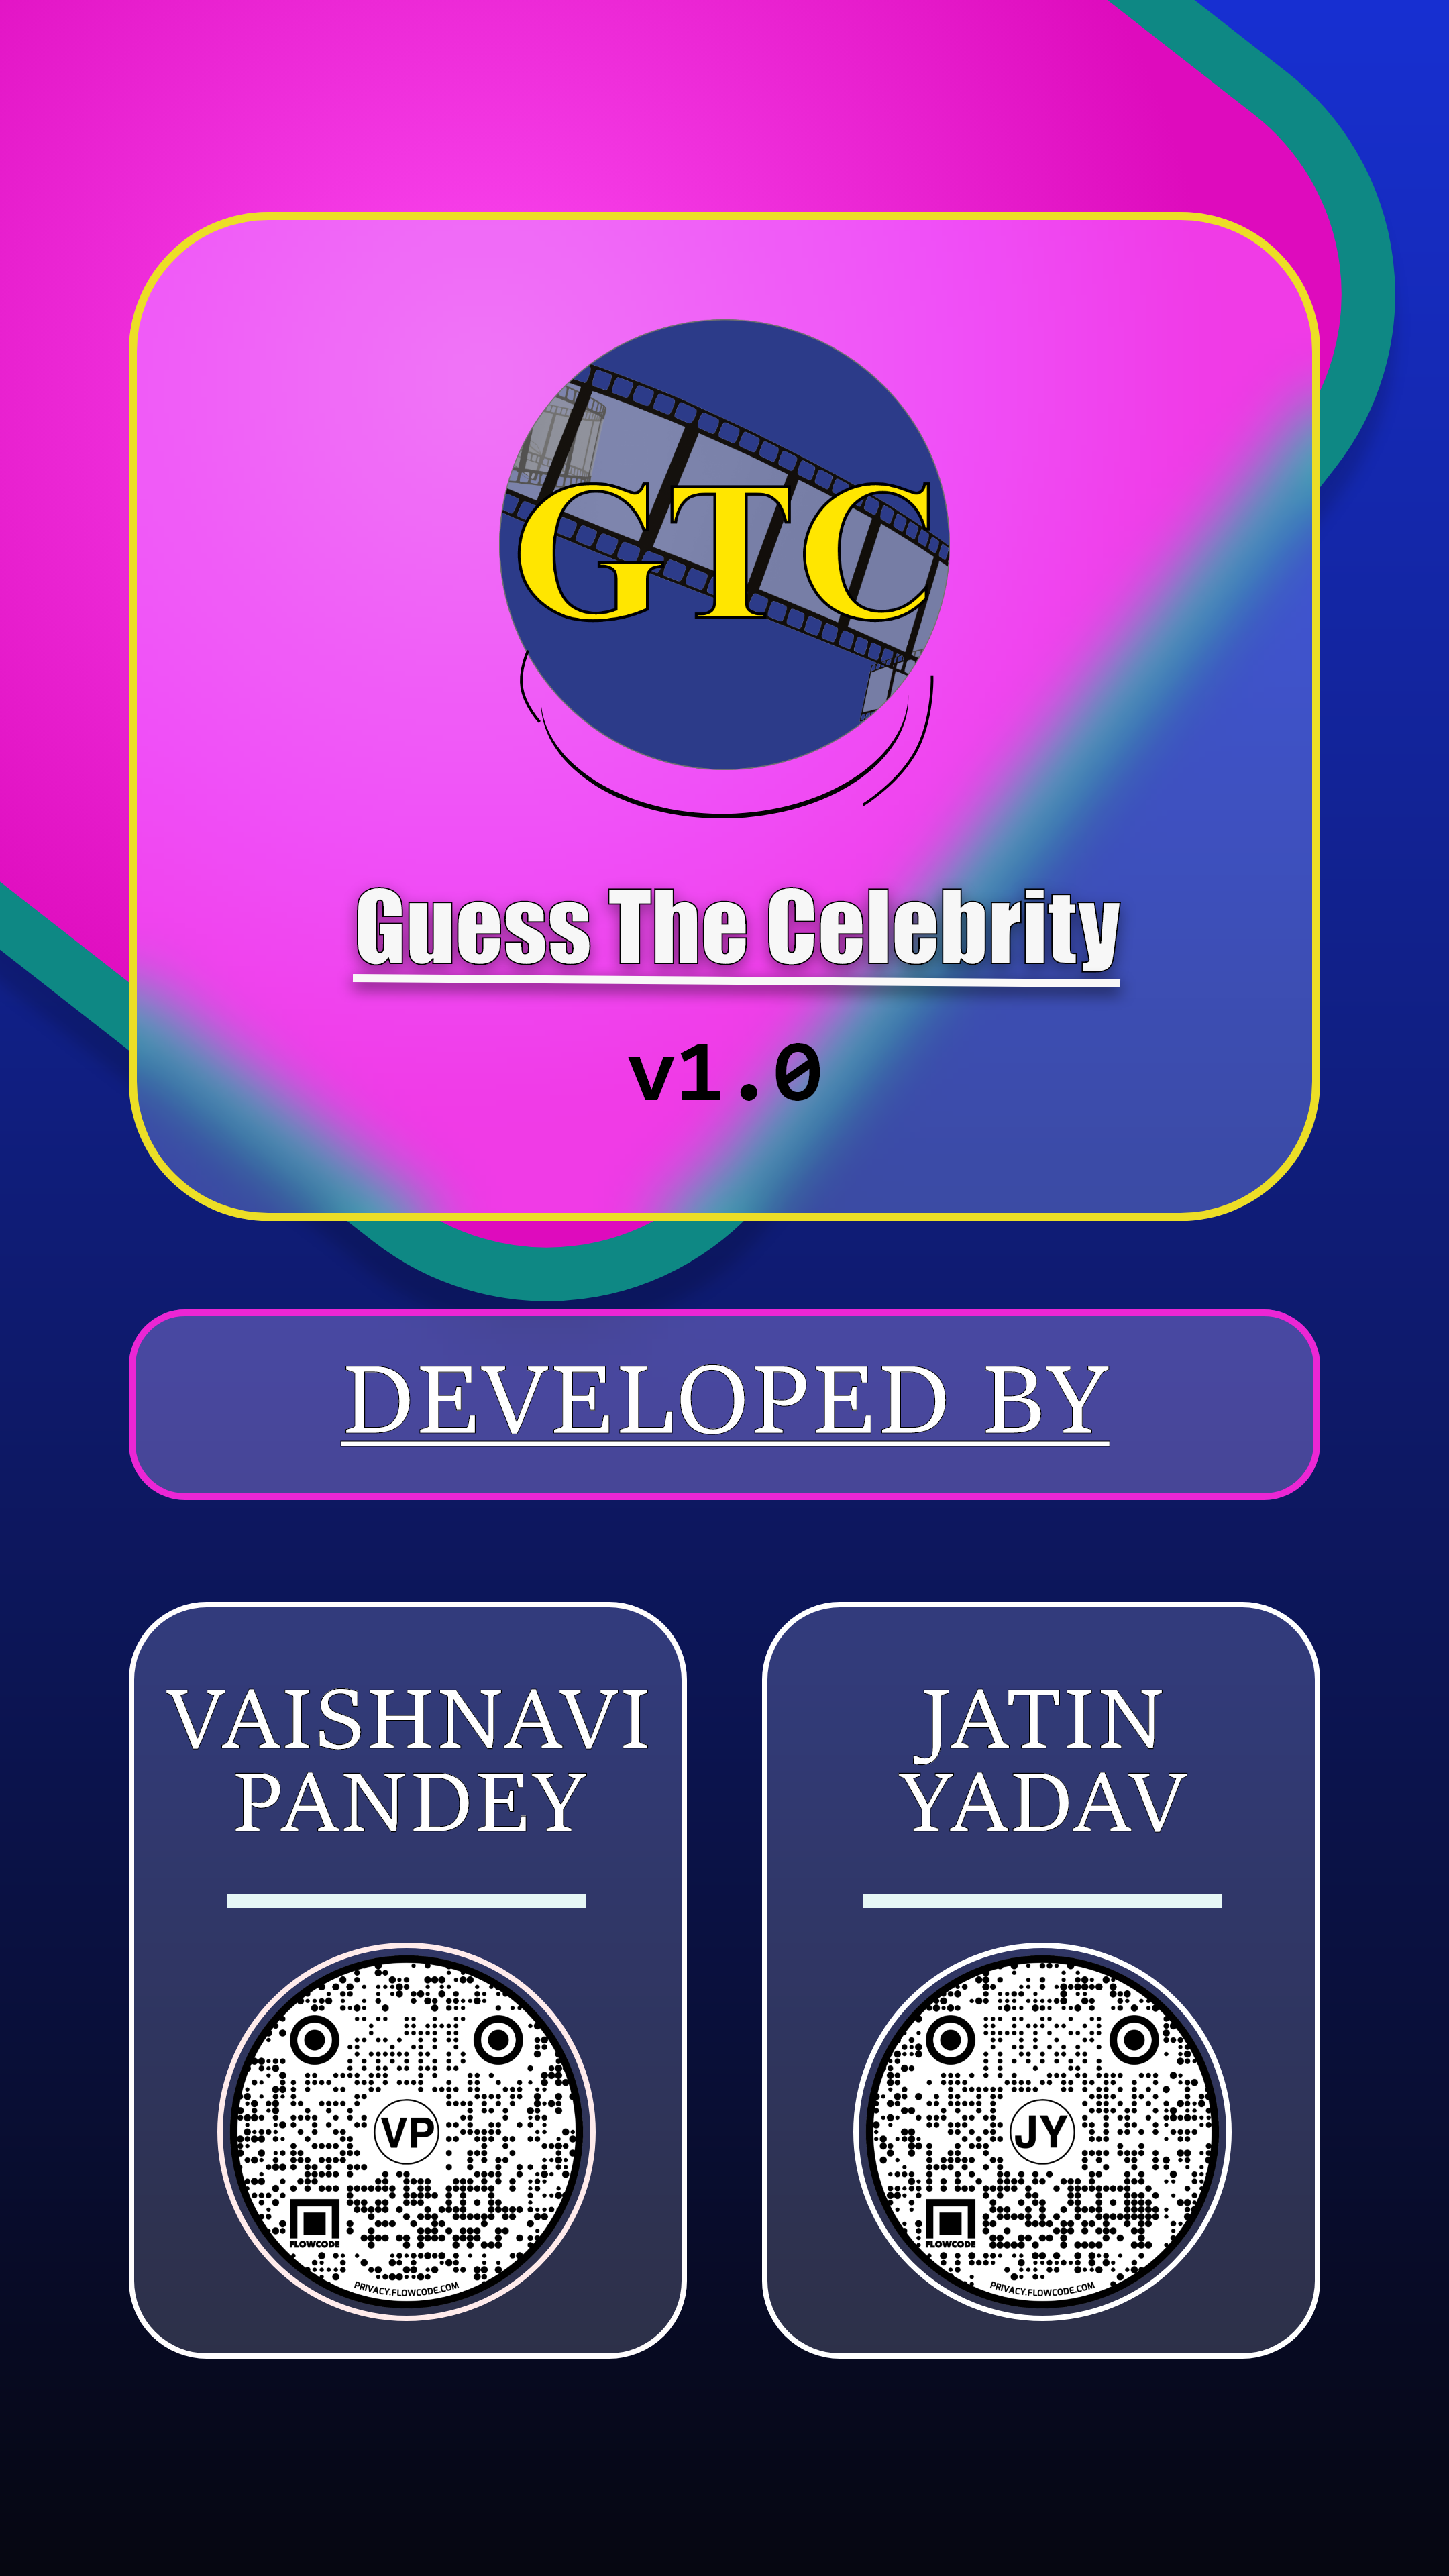 GTC
Guess The Celebrity
v1.0
DEVELOPED BY
VAISHNAVI
PANDEY
VP
FLOWCODE
PRIVACY.FLOWCODE.COM
JATIN
YADAV
JY
FLOWCODE
PRIVACY.FLOWCODE.COM